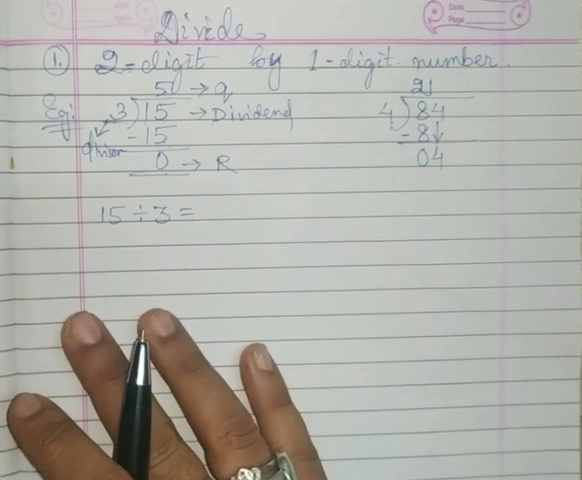 Divide
1. 2-digit by 1-digit number.
Eg: 5 → q
3)15 → Dividend
divisor
-15
0 → R
21
4)84
-8↓
04
15 ÷ 3 =